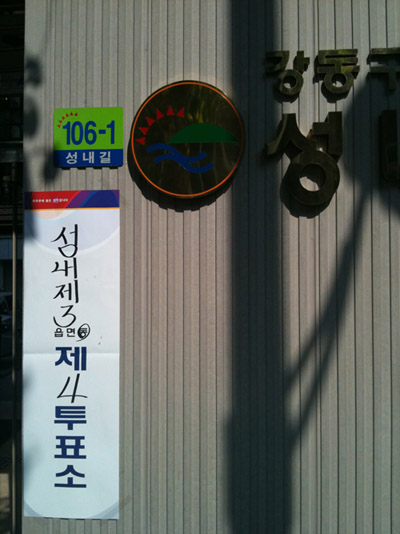 강동구
성
106-1
성내길
성내제3
읍면동
제4투표소